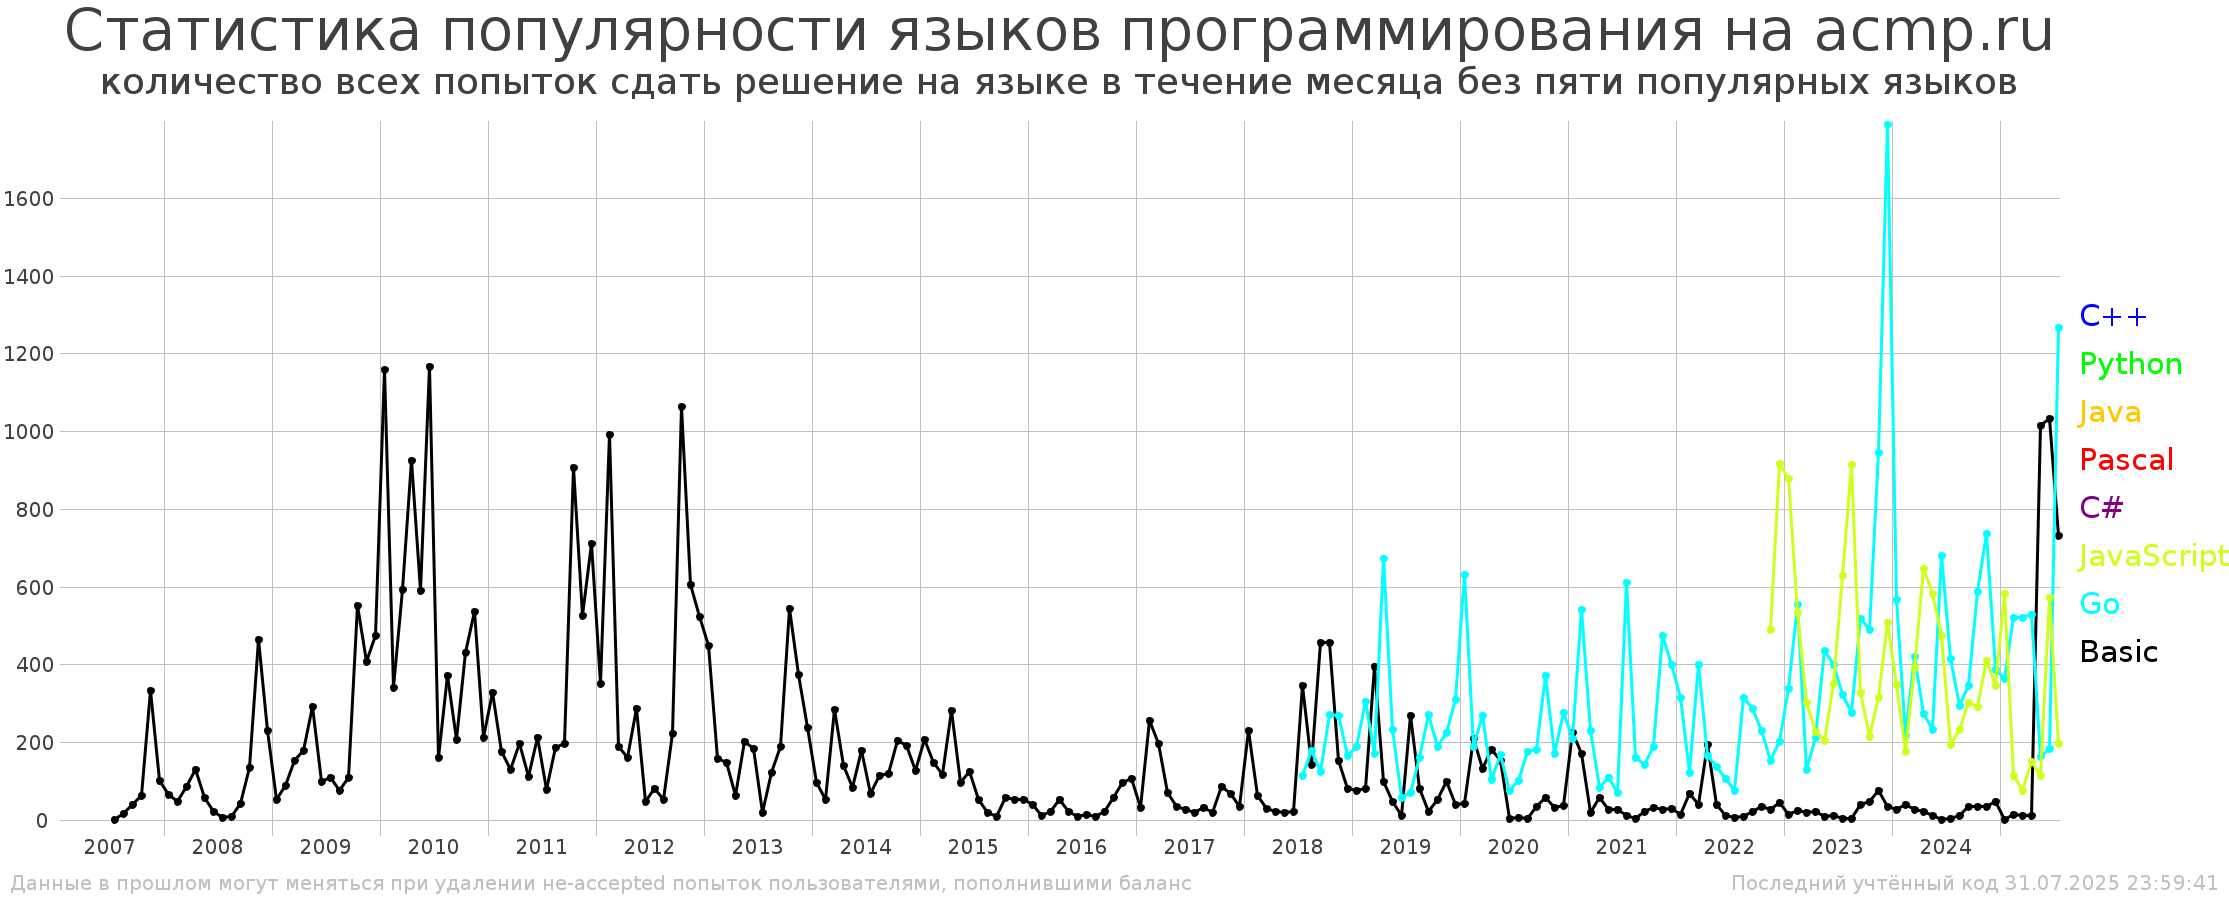 Статистика популярности языков программирования на acmp.ru
количество всех попыток сдать решение на языке в течение месяца без пяти популярных языков
1600
1400
1200
1000
800
600
400
200
0
2007 2008 2009 2010 2011 2012 2013 2014 2015 2016 2017 2018 2019 2020 2021 2022 2023 2024
C++
Python
Java
Pascal
C#
JavaScript
Go
Basic
Данные в прошлом могут меняться при удалении не-accepted попыток пользователями, пополнившими баланс
Последний учтённый код 31.07.2025 23:59:41